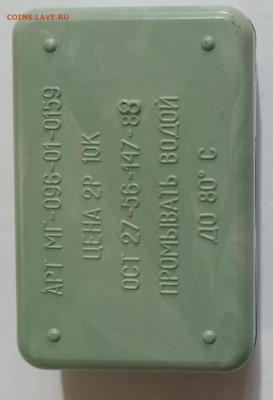 COINS.LAVE.RU
АРТ МГ-096-01-0159
ЦЕНА 2Р 10К
ОСТ 27-56-147-88
ПРОМЫВАТЬ ВОДОЙ
ДО 80° С